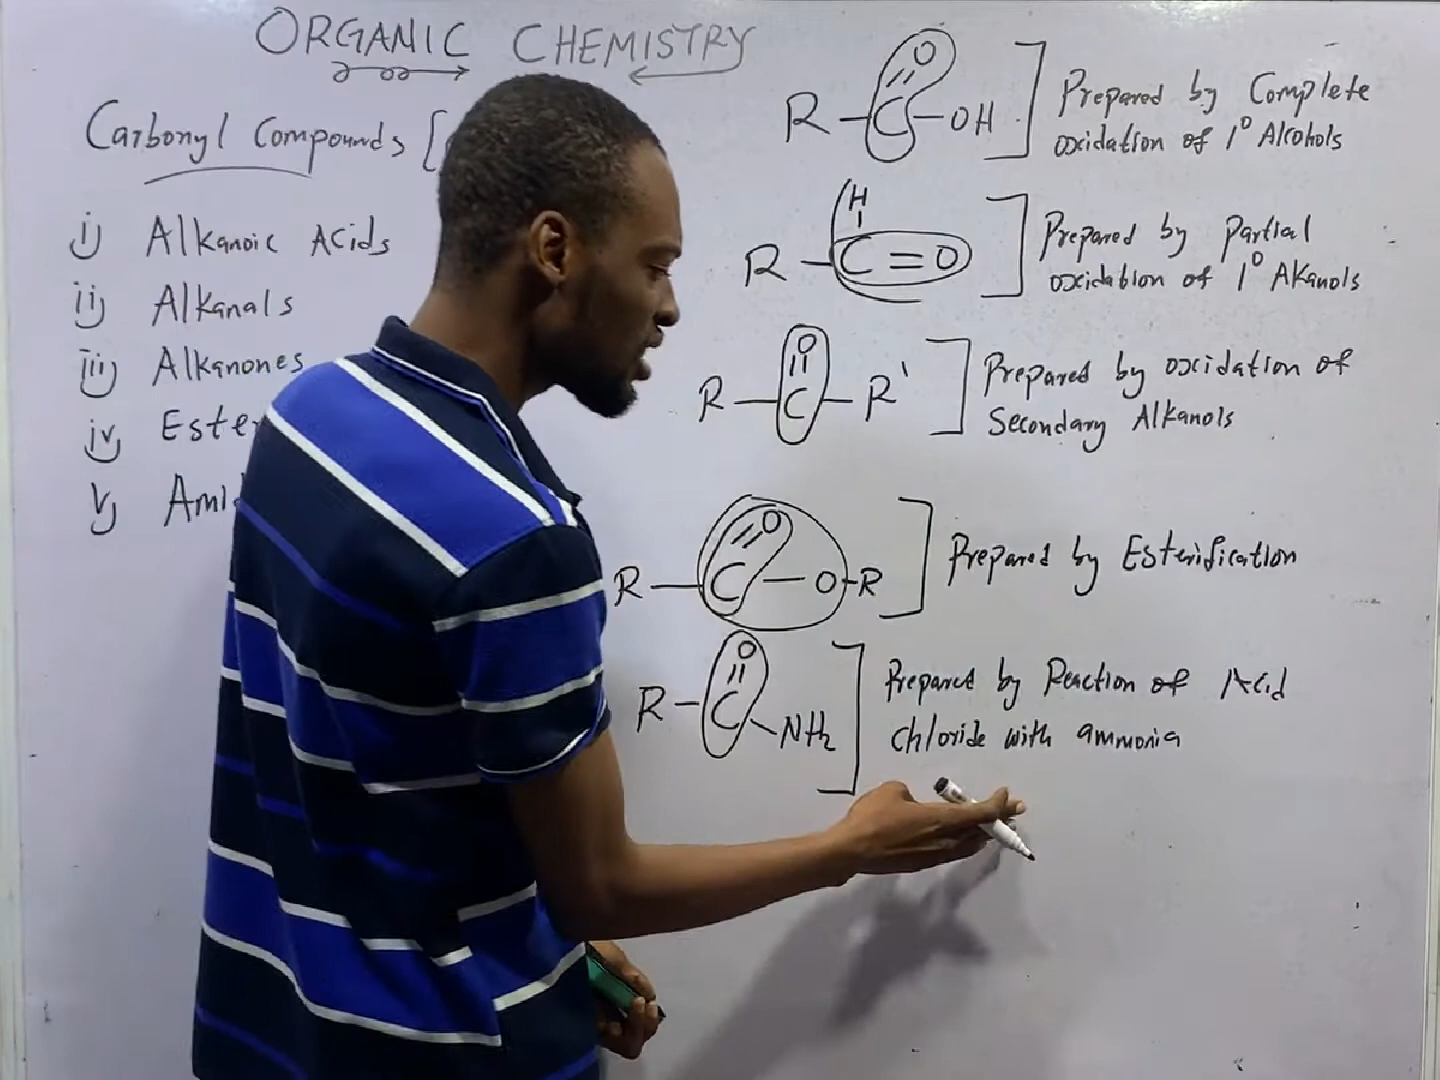 ORGANIC CHEMISTRY
Carbonyl Compounds [
i) Alkanoic Acids
ii) Alkanals
iii) Alkanones
iv) Ester
v) Ami
O
R-C-OH
Prepared by Complete
oxidation of 1° Alcohols
H
R-C=O
Prepared by Partial
oxidabion of 1° AKanols
O
R-C-R'
Prepared by oxidation of
Secondary Alkanols
O
R-C-O-R
Prepared by Esterification
O
R-C-NH2
Prepared by Reaction of Acid
chloride with ammonia